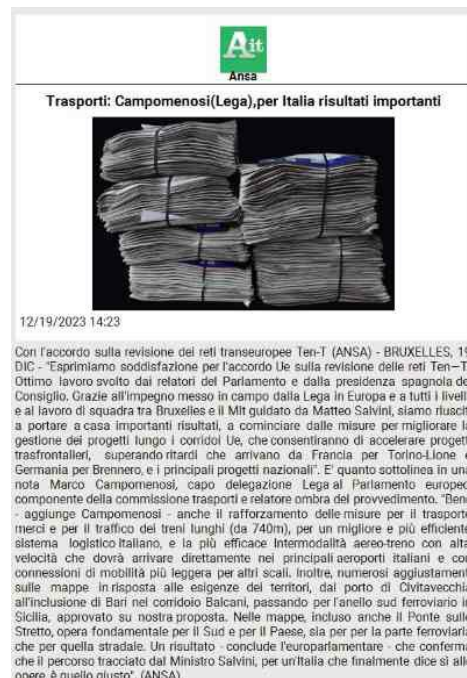 Ait
Ansa
Trasporti: Campomenosi(Lega),per Italia risultati importanti
12/19/2023 14:23
Con l'accordo sulla revisione dei reti transeuropee Ten-T (ANSA) - BRUXELLES, 19
DIC - "Esprimiamo soddisfazione per l'accordo Ue sulla revisione delle reti Ten—T.
Ottimo lavoro svolto dai relatori del Parlamento e dalla presidenza spagnola del
Consiglio. Grazie all'impegno messo in campo dalla Lega in Europa e a tutti i livelli
e al lavoro di squadra tra Bruxelles e il Mit guidato da Matteo Salvini, siamo riusciti
a portare a casa importanti risultati, a cominciare dalle misure per migliorare la
gestione dei progetti lungo i corridoi Ue, che consentiranno di accelerare progetti
trasfrontalieri, superando ritardi che arrivano da Francia per Torino-Lione e
Germania per Brennero, e i principali progetti nazionali". E' quanto sottolinea in una
nota Marco Campomenosi, capo delegazione Lega al Parlamento europeo,
componente della commissione trasporti e relatore ombra del provvedimento. "Bene
- aggiunge Campomenosi - anche il rafforzamento delle misure per il trasporto
merci e per il traffico dei treni lunghi (da 740m), per un migliore e più efficiente
sistema logistico italiano, e la più efficace intermodalità aereo-treno con alta
velocità che dovrà arrivare direttamente nei principali aeroporti italiani e con
connessioni di mobilità più leggera per altri scali. Inoltre, numerosi aggiustamenti
sulle mappe in risposta alle esigenze dei territori, dal porto di Civitavecchia
all'inclusione di Bari nel corridoio Balcani, passando per l'anello sud ferroviario in
Sicilia, approvato su nostra proposta. Nelle mappe, incluso anche il Ponte sullo
Stretto, opera fondamentale per il Sud e per il Paese, sia per per la parte ferroviaria
che per quella stradale. Un risultato - conclude l'europarlamentare - che conferma
che il percorso tracciato dal Ministro Salvini, per un'Italia che finalmente dice sì alle
opere, è quello giusto". (ANSA).